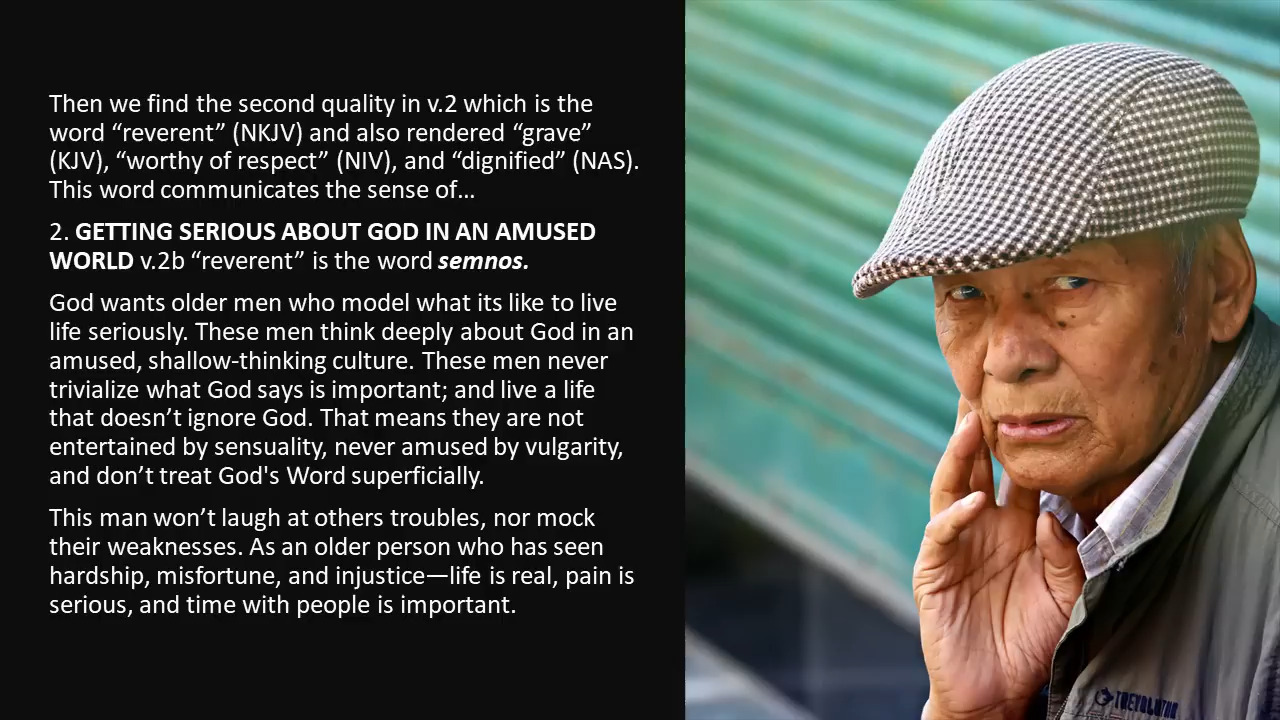 Then we find the second quality in v.2 which is the
word “reverent” (NKJV) and also rendered “grave”
(KJV), “worthy of respect” (NIV), and “dignified” (NAS).
This word communicates the sense of…
2. GETTING SERIOUS ABOUT GOD IN AN AMUSED
WORLD v.2b “reverent” is the word semnos.
God wants older men who model what its like to live
life seriously. These men think deeply about God in an
amused, shallow-thinking culture. These men never
trivialize what God says is important; and live a life
that doesn’t ignore God. That means they are not
entertained by sensuality, never amused by vulgarity,
and don’t treat God's Word superficially.
This man won’t laugh at others troubles, nor mock
their weaknesses. As an older person who has seen
hardship, misfortune, and injustice—life is real, pain is
serious, and time with people is important.